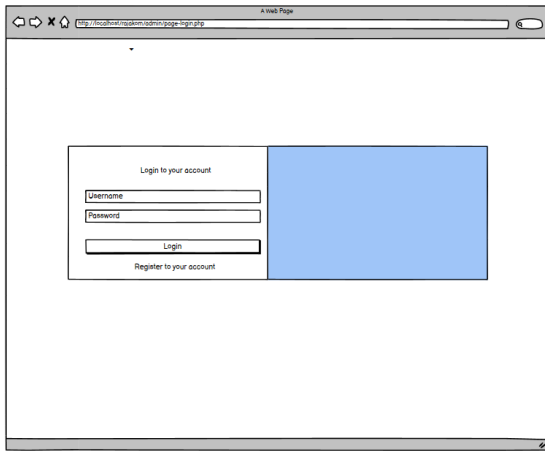 A Web Page
http://localhost/rajakom/admin/page-login.php
Login to your account
Username
Password
Login
Register to your account